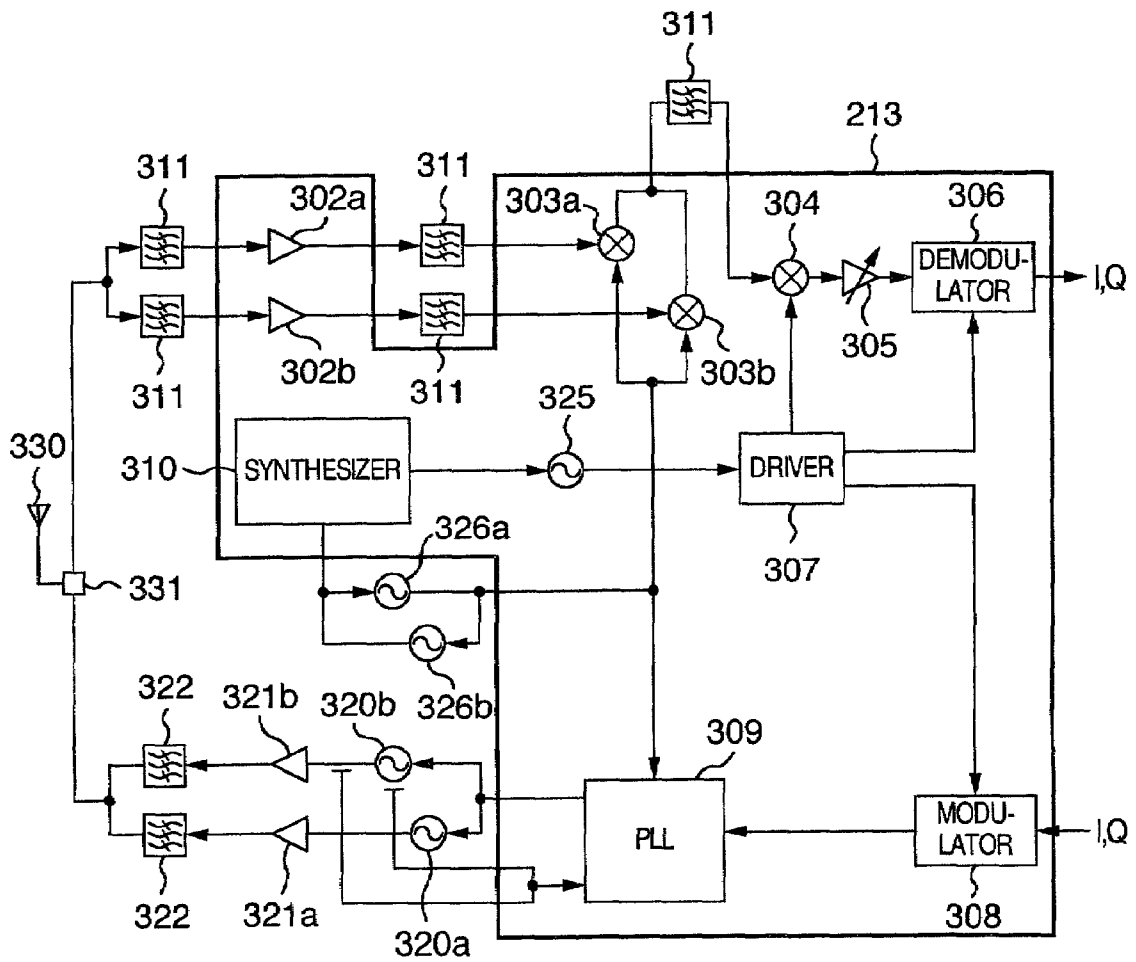 311
213
311
302a
311
303a
304
306
DEMODU-
LATOR
I,Q
311
302b
311
303b
305
325
330
310
SYNTHESIZER
DRIVER
326a
307
331
326b
322
321b
320b
309
PLL
MODU-
LATOR
I,Q
322
321a
320a
308